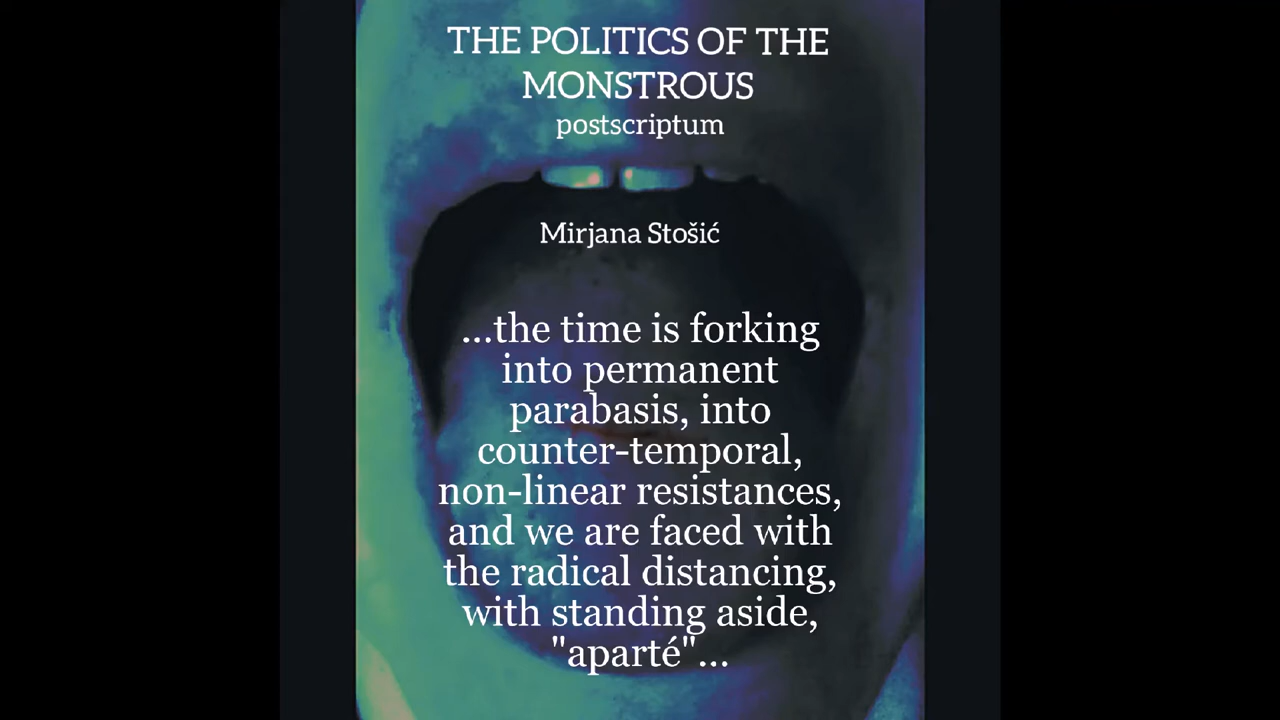 THE POLITICS OF THE
MONSTROUS
postscriptum
Mirjana Stošić
...the time is forking
into permanent
parabasis, into
counter-temporal,
non-linear resistances,
and we are faced with
the radical distancing,
with standing aside,
"aparté"...